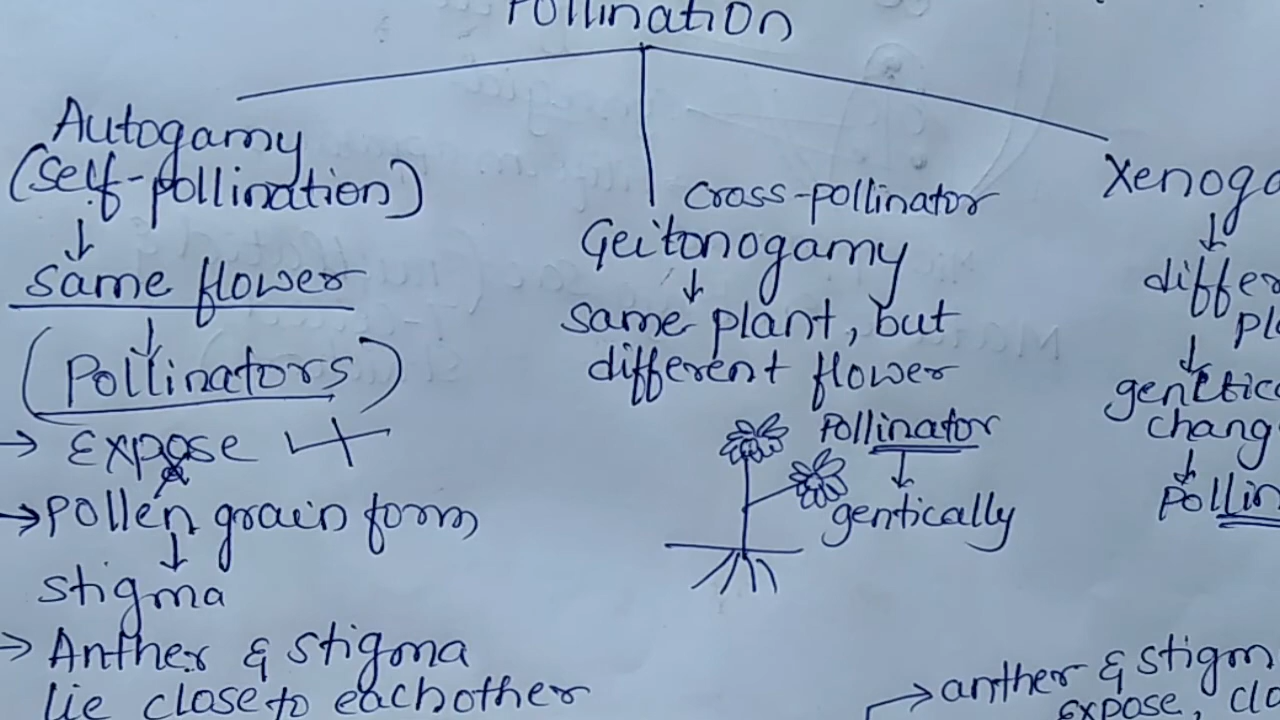 Pollination
Autogamy
(self-pollination)
↓
same flower
↓
(Pollinators)
→ Expose
→ pollen grain form
↓
stigma
→ Anther & stigma
lie close to eachother
cross-pollinator
Geitonogamy
↓
same plant, but
different flower
Pollinator
↓
gentically
Xenoga
↓
differ
pl
↓
genetica
chang
↓
Pollin
→ anther & stigm
expose, clo